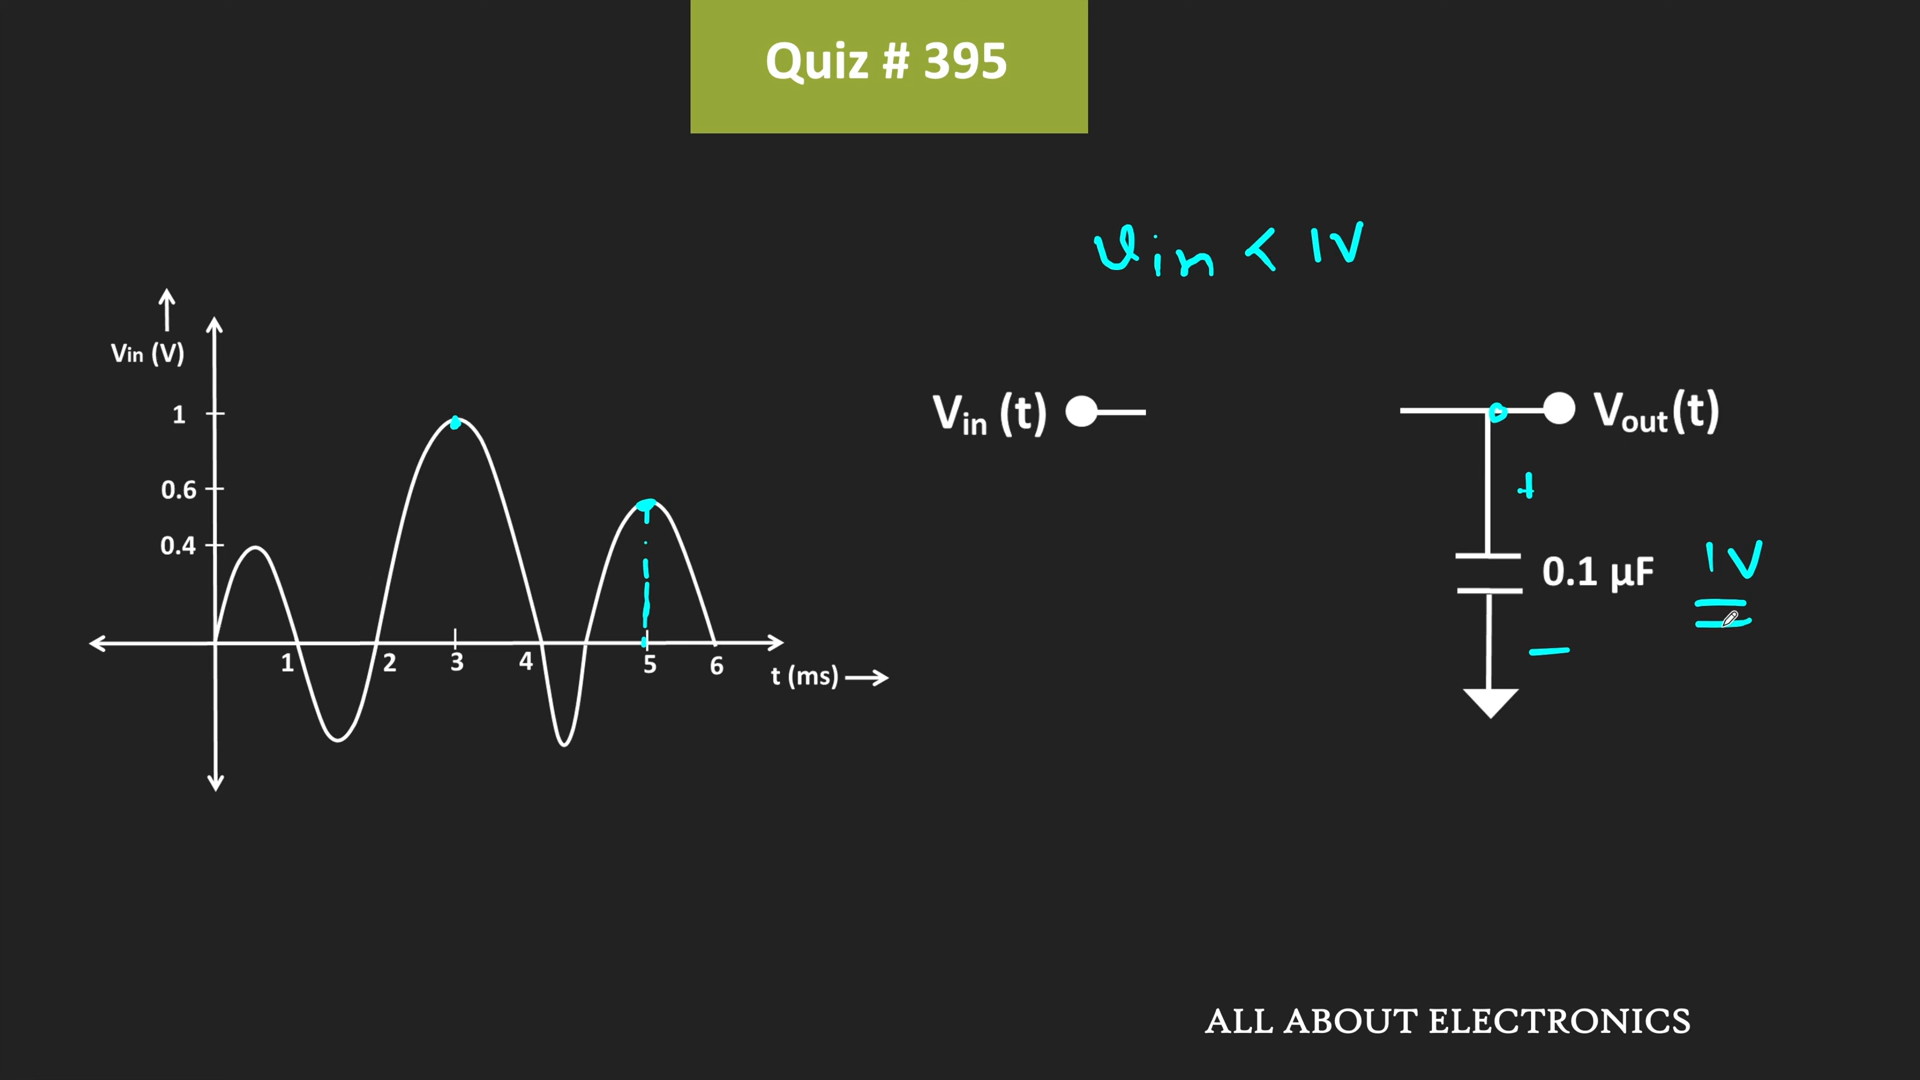 Quiz # 395
Vin < 1V
Vin (V)
1
0.6
0.4
1 2 3 4 5 6
t (ms)
Vin (t)
Vout(t)
+
0.1 μF
1V
−
ALL ABOUT ELECTRONICS